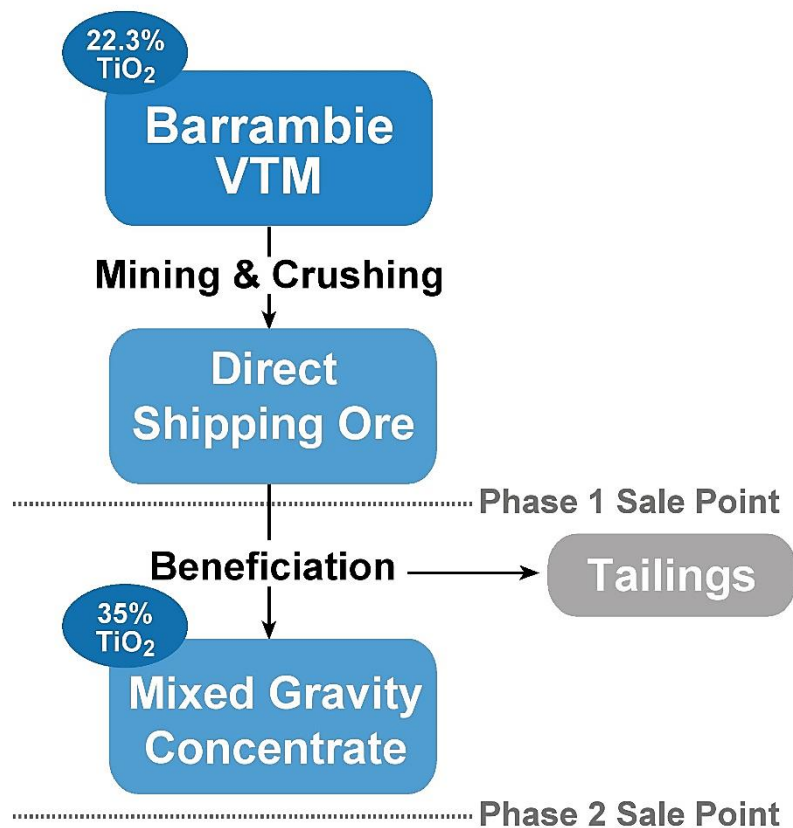 22.3%
TiO₂
Barrambie
VTM
Mining & Crushing
Direct
Shipping Ore
Phase 1 Sale Point
Beneficiation
Tailings
35%
TiO₂
Mixed Gravity
Concentrate
Phase 2 Sale Point